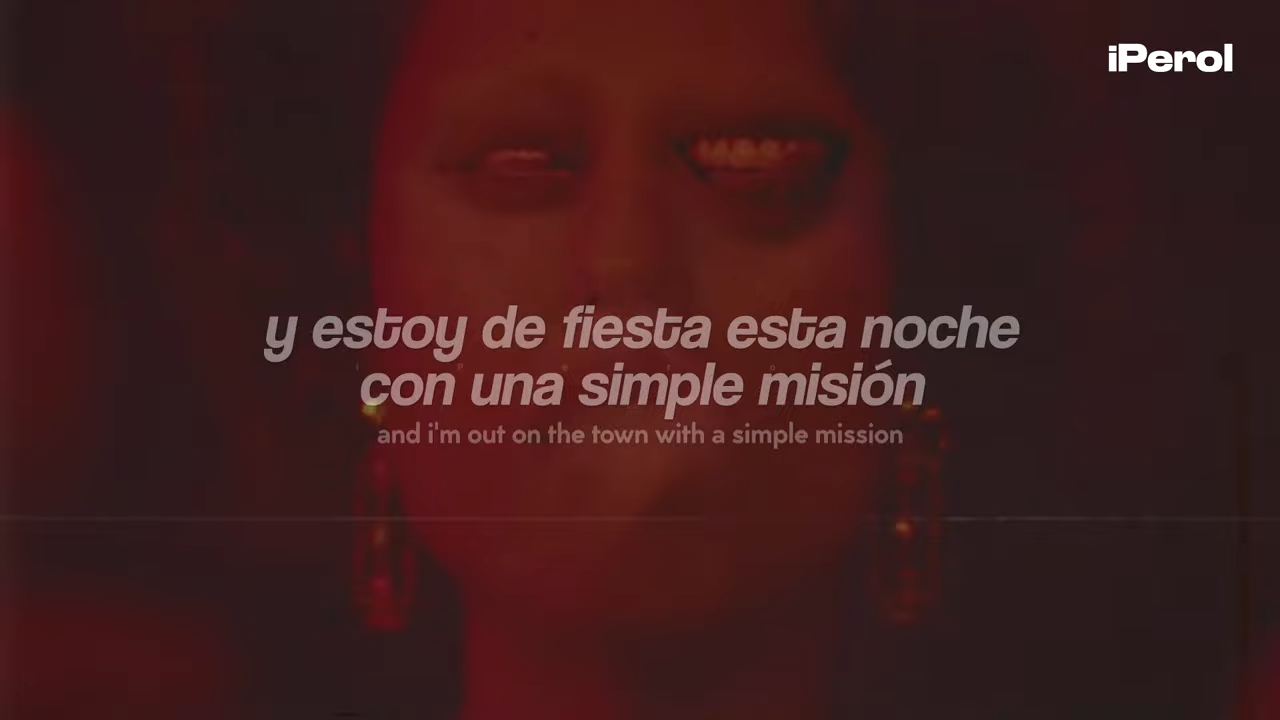 iPerol
y estoy de fiesta esta noche
con una simple misión
and i'm out on the town with a simple mission